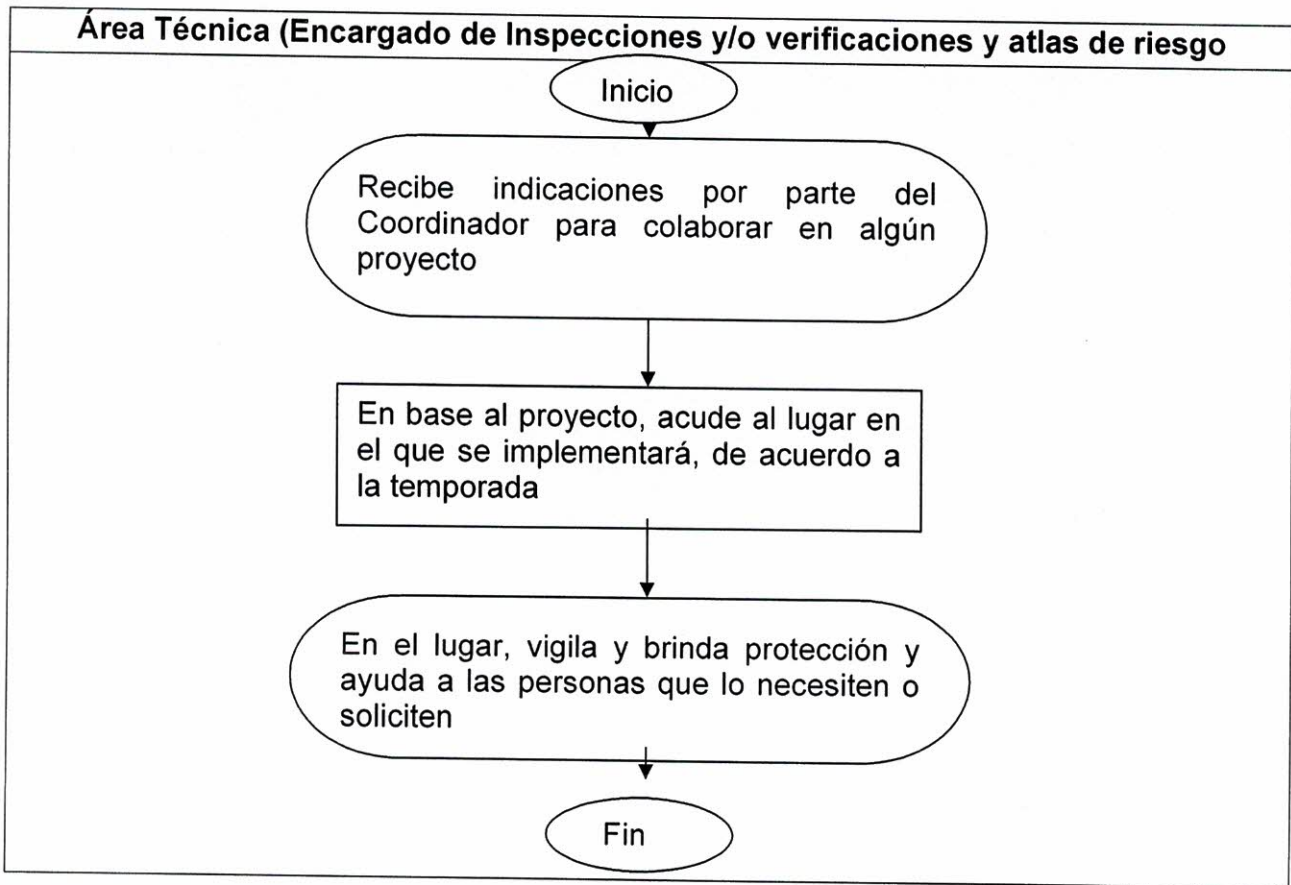 Área Técnica (Encargado de Inspecciones y/o verificaciones y atlas de riesgo
Inicio
Recibe indicaciones por parte del
Coordinador para colaborar en algún
proyecto
En base al proyecto, acude al lugar en
el que se implementará, de acuerdo a
la temporada
En el lugar, vigila y brinda protección y
ayuda a las personas que lo necesiten o
soliciten
Fin